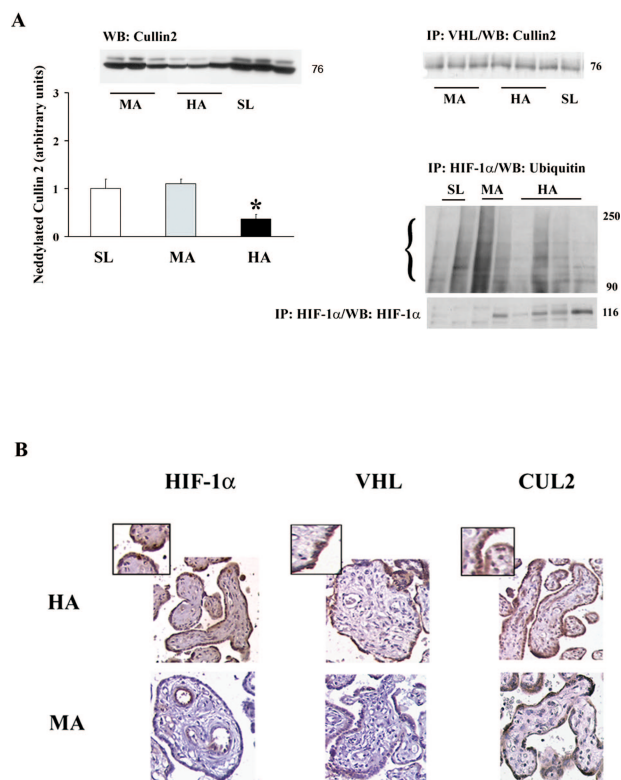 A
WB: Cullin2
76
MA HA SL
Neddylated Cullin 2 (arbitrary units)
3
2
1
0
*
SL MA HA
IP: VHL/WB: Cullin2
76
MA HA SL
IP: HIF-1α/WB: Ubiquitin
SL MA HA
250
90
IP: HIF-1α/WB: HIF-1α
116
B
HIF-1α VHL CUL2
HA
MA